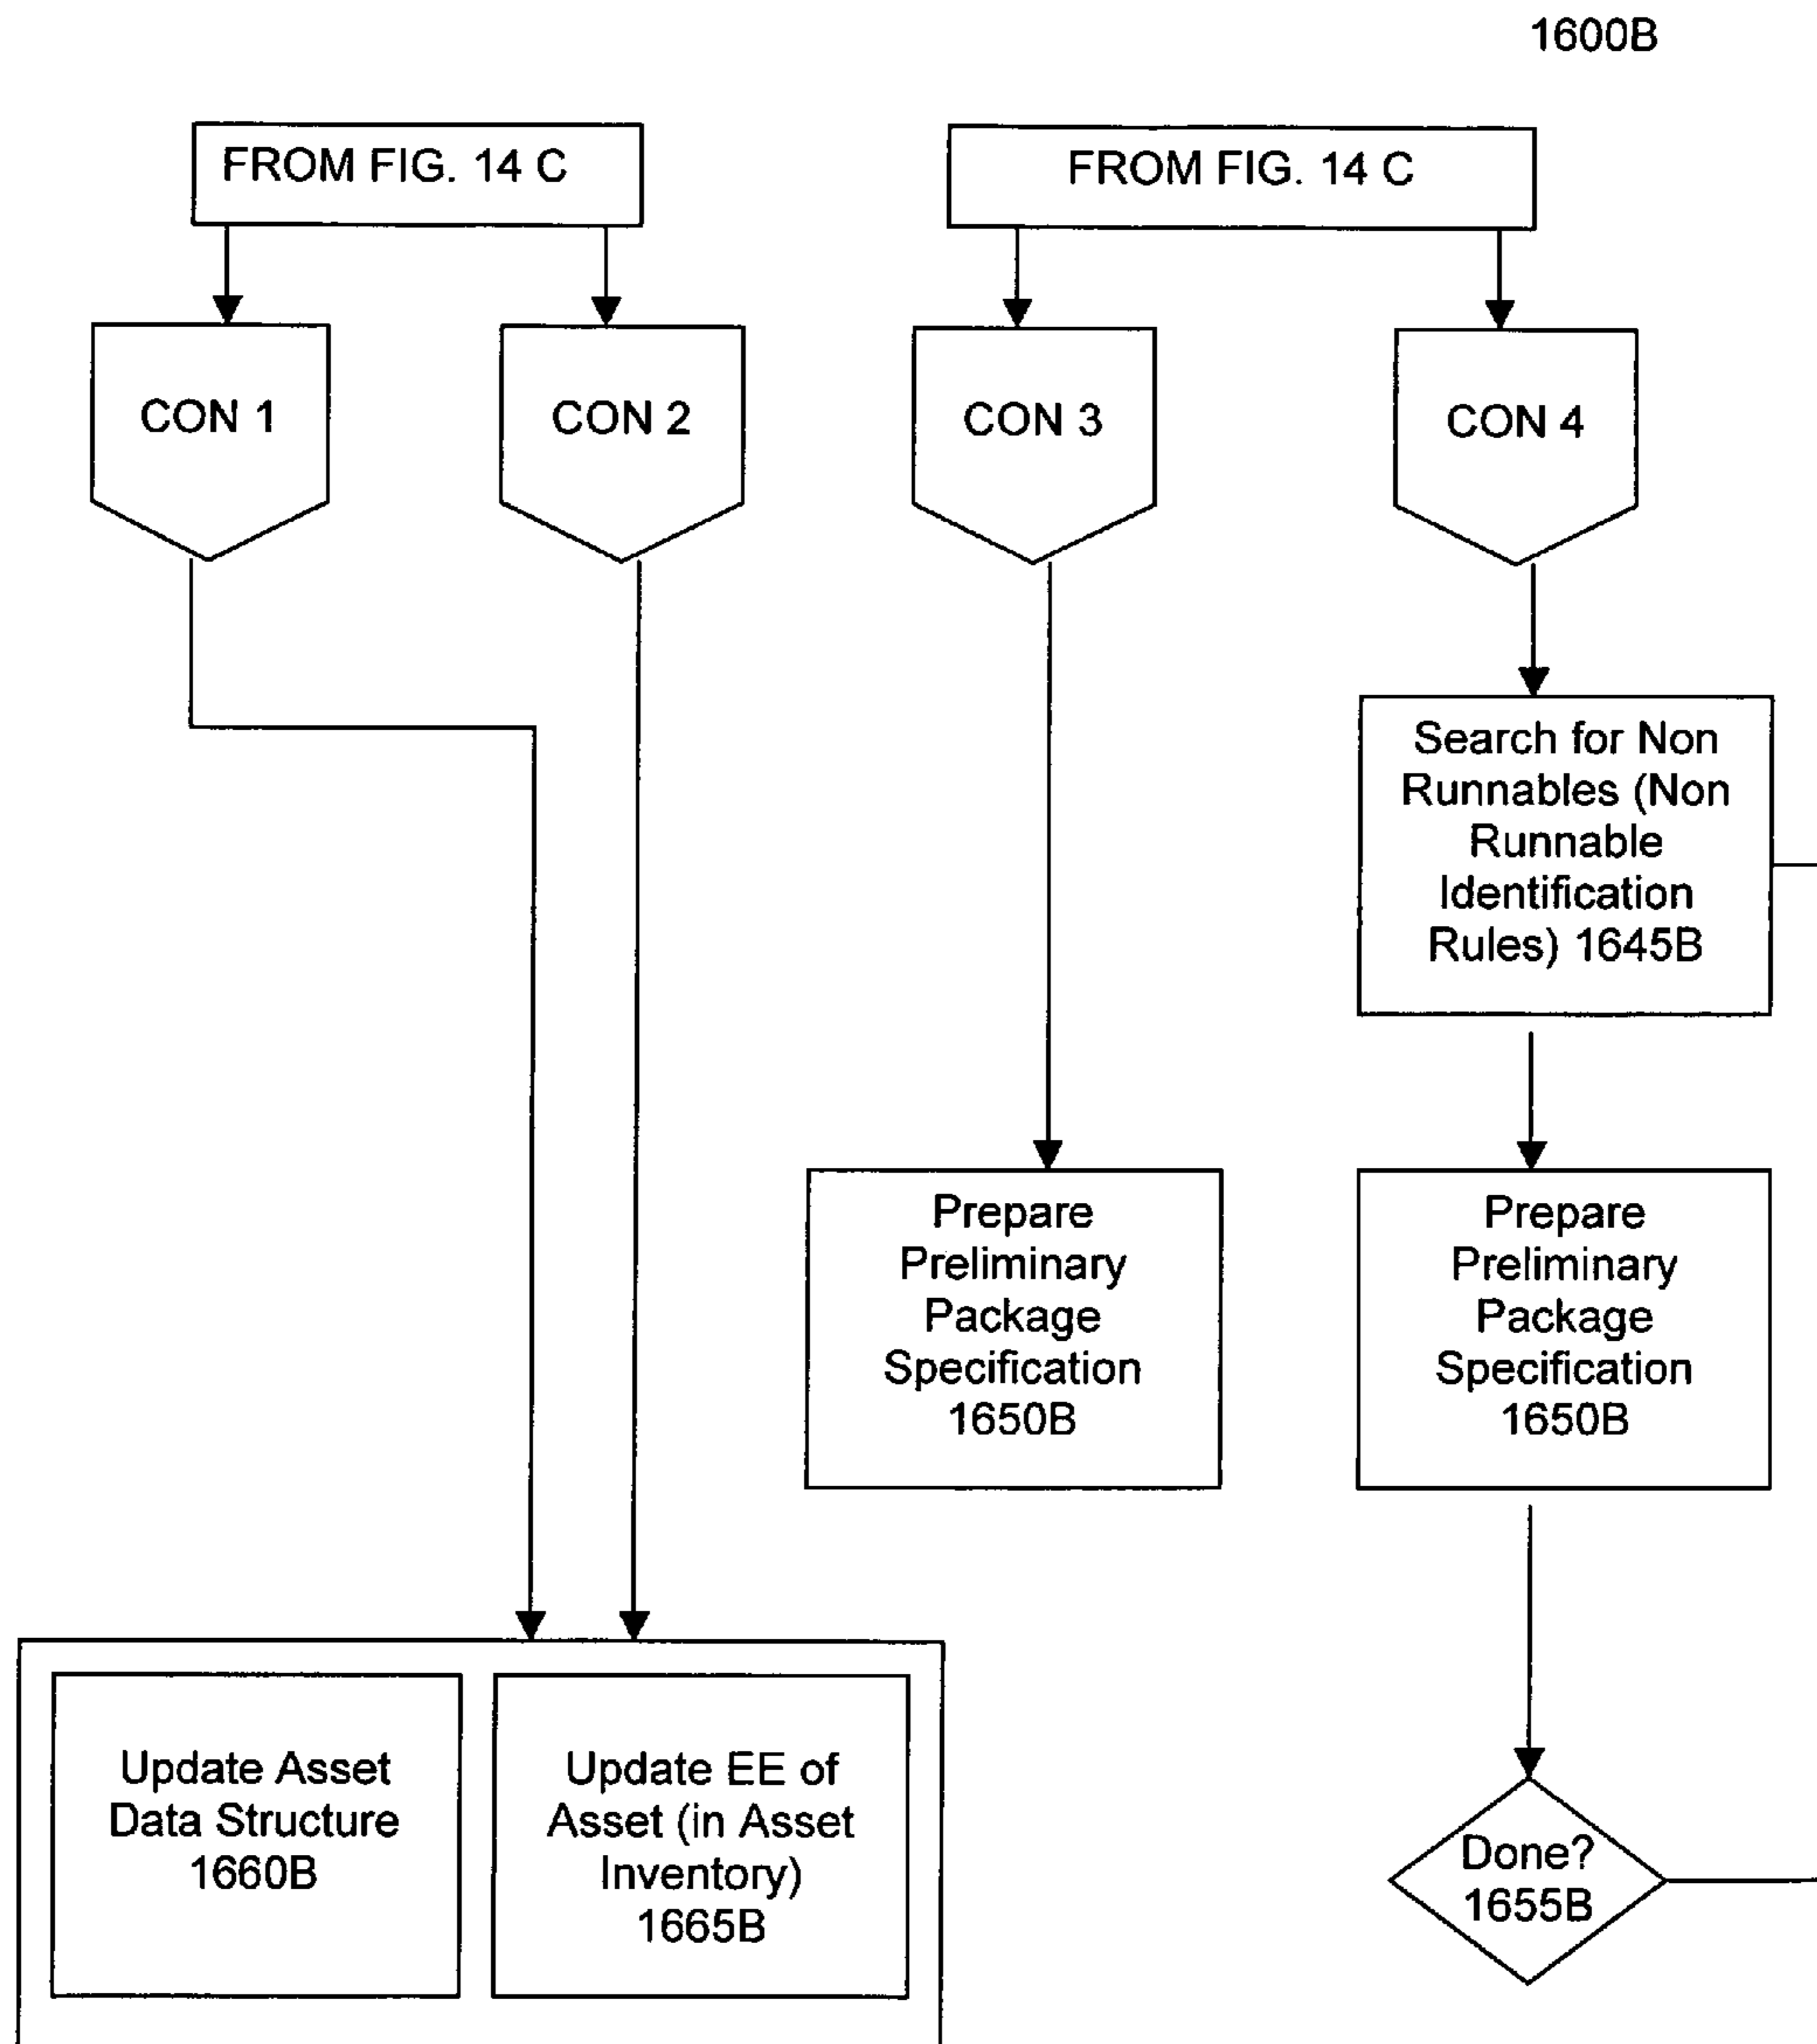 1600B
FROM FIG. 14 C
FROM FIG. 14 C
CON 1
CON 2
CON 3
CON 4
Search for Non
Runnables (Non
Runnable
Identification
Rules) 1645B
Prepare
Preliminary
Package
Specification
1650B
Prepare
Preliminary
Package
Specification
1650B
Update Asset
Data Structure
1660B
Update EE of
Asset (in Asset
Inventory)
1665B
Done?
1655B